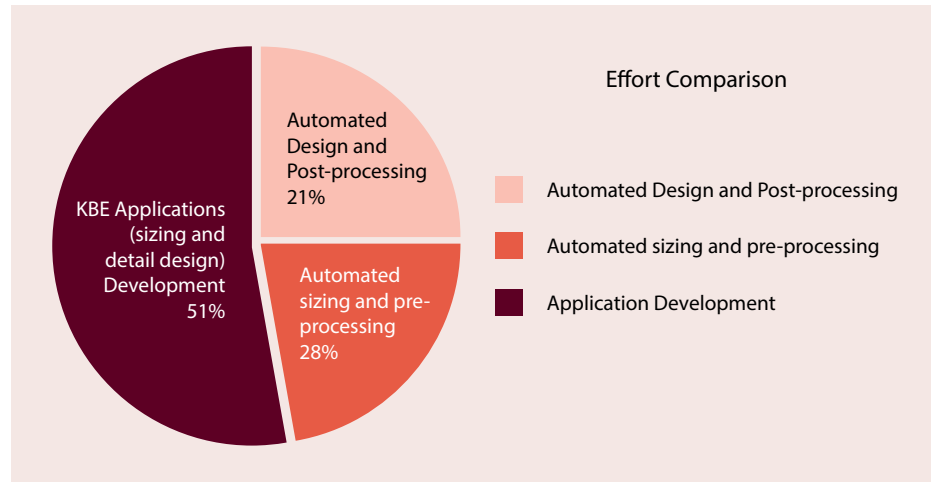 Effort Comparison
Automated
Design and
Post-processing
21%
KBE Applications
(sizing and
detail design)
Development
51%
Automated
sizing and pre-
processing
28%
Automated Design and Post-processing
Automated sizing and pre-processing
Application Development